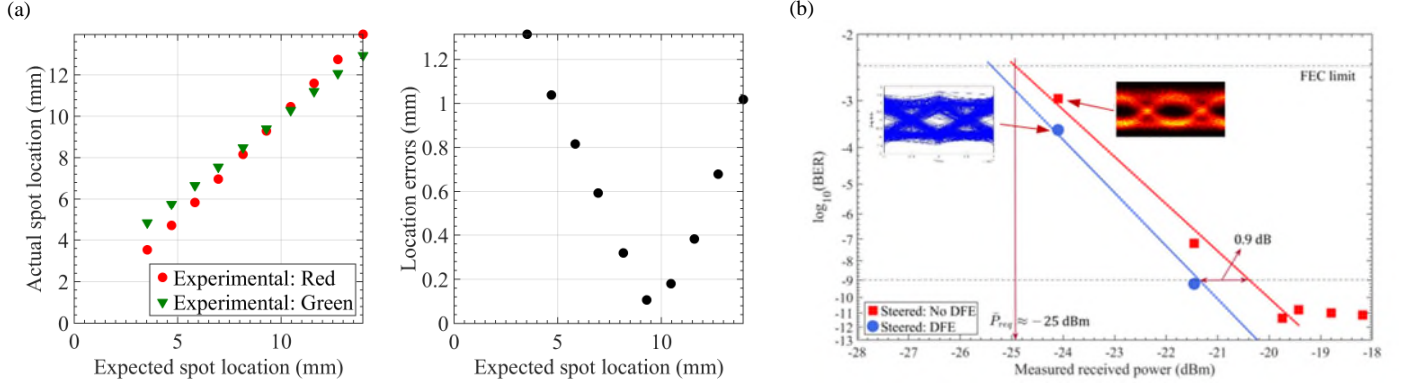 (a)
Actual spot location (mm)
12
10
8
6
4
2
0
0
5
10
Expected spot location (mm)
Experimental: Red
Experimental: Green
Location errors (mm)
1.2
1
0.8
0.6
0.4
0.2
0
0
5
10
Expected spot location (mm)
(b)
log10(BER)
-2
-3
-4
-5
-6
-7
-8
-9
-10
-11
-12
-13
-28
-27
-26
-25
-24
-23
-22
-21
-20
-19
-18
Measured received power (dBm)
FEC limit
0.9 dB
Steered: No DFE
Steered: DFE
P̄req ≈ −25 dBm